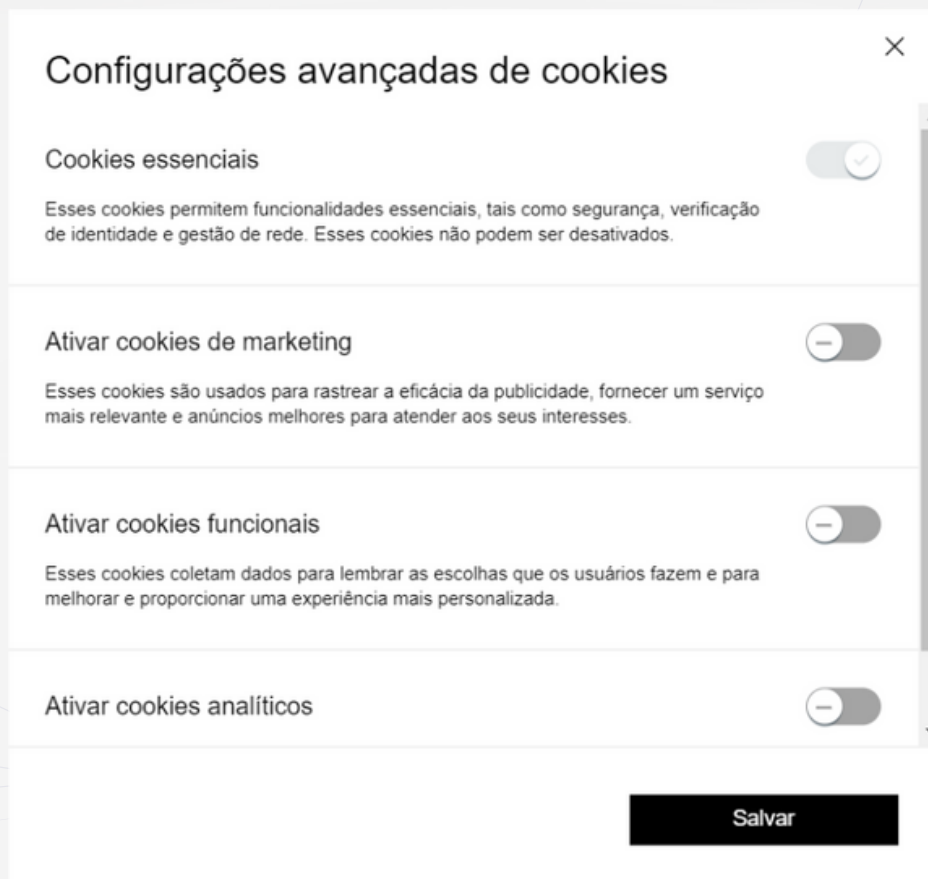 Configurações avançadas de cookies
Cookies essenciais
Esses cookies permitem funcionalidades essenciais, tais como segurança, verificação
de identidade e gestão de rede. Esses cookies não podem ser desativados.
Ativar cookies de marketing
Esses cookies são usados para rastrear a eficácia da publicidade, fornecer um serviço
mais relevante e anúncios melhores para atender aos seus interesses.
Ativar cookies funcionais
Esses cookies coletam dados para lembrar as escolhas que os usuários fazem e para
melhorar e proporcionar uma experiência mais personalizada.
Ativar cookies analíticos
Salvar